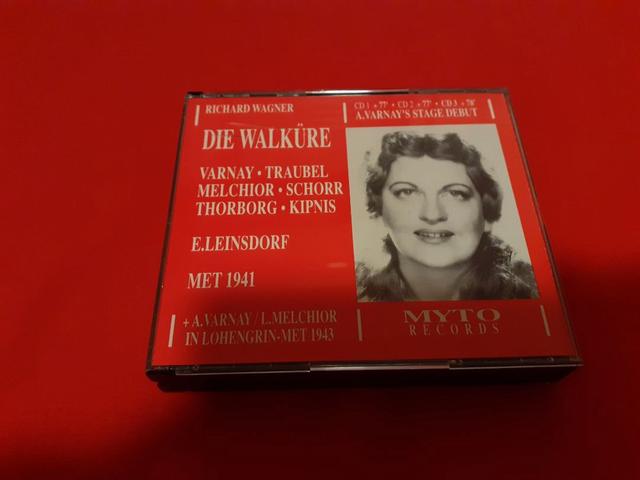 RICHARD WAGNER
CD 1 + 77' • CD 2 + 77' • CD 3 + 78'
A.VARNAY'S STAGE DEBUT
DIE WALKÜRE
VARNAY • TRAUBEL
MELCHIOR • SCHORR
THORBORG • KIPNIS
E.LEINSDORF
MET 1941
+ A.VARNAY / L.MELCHIOR
IN LOHENGRIN-MET 1943
MYTO
RECORDS